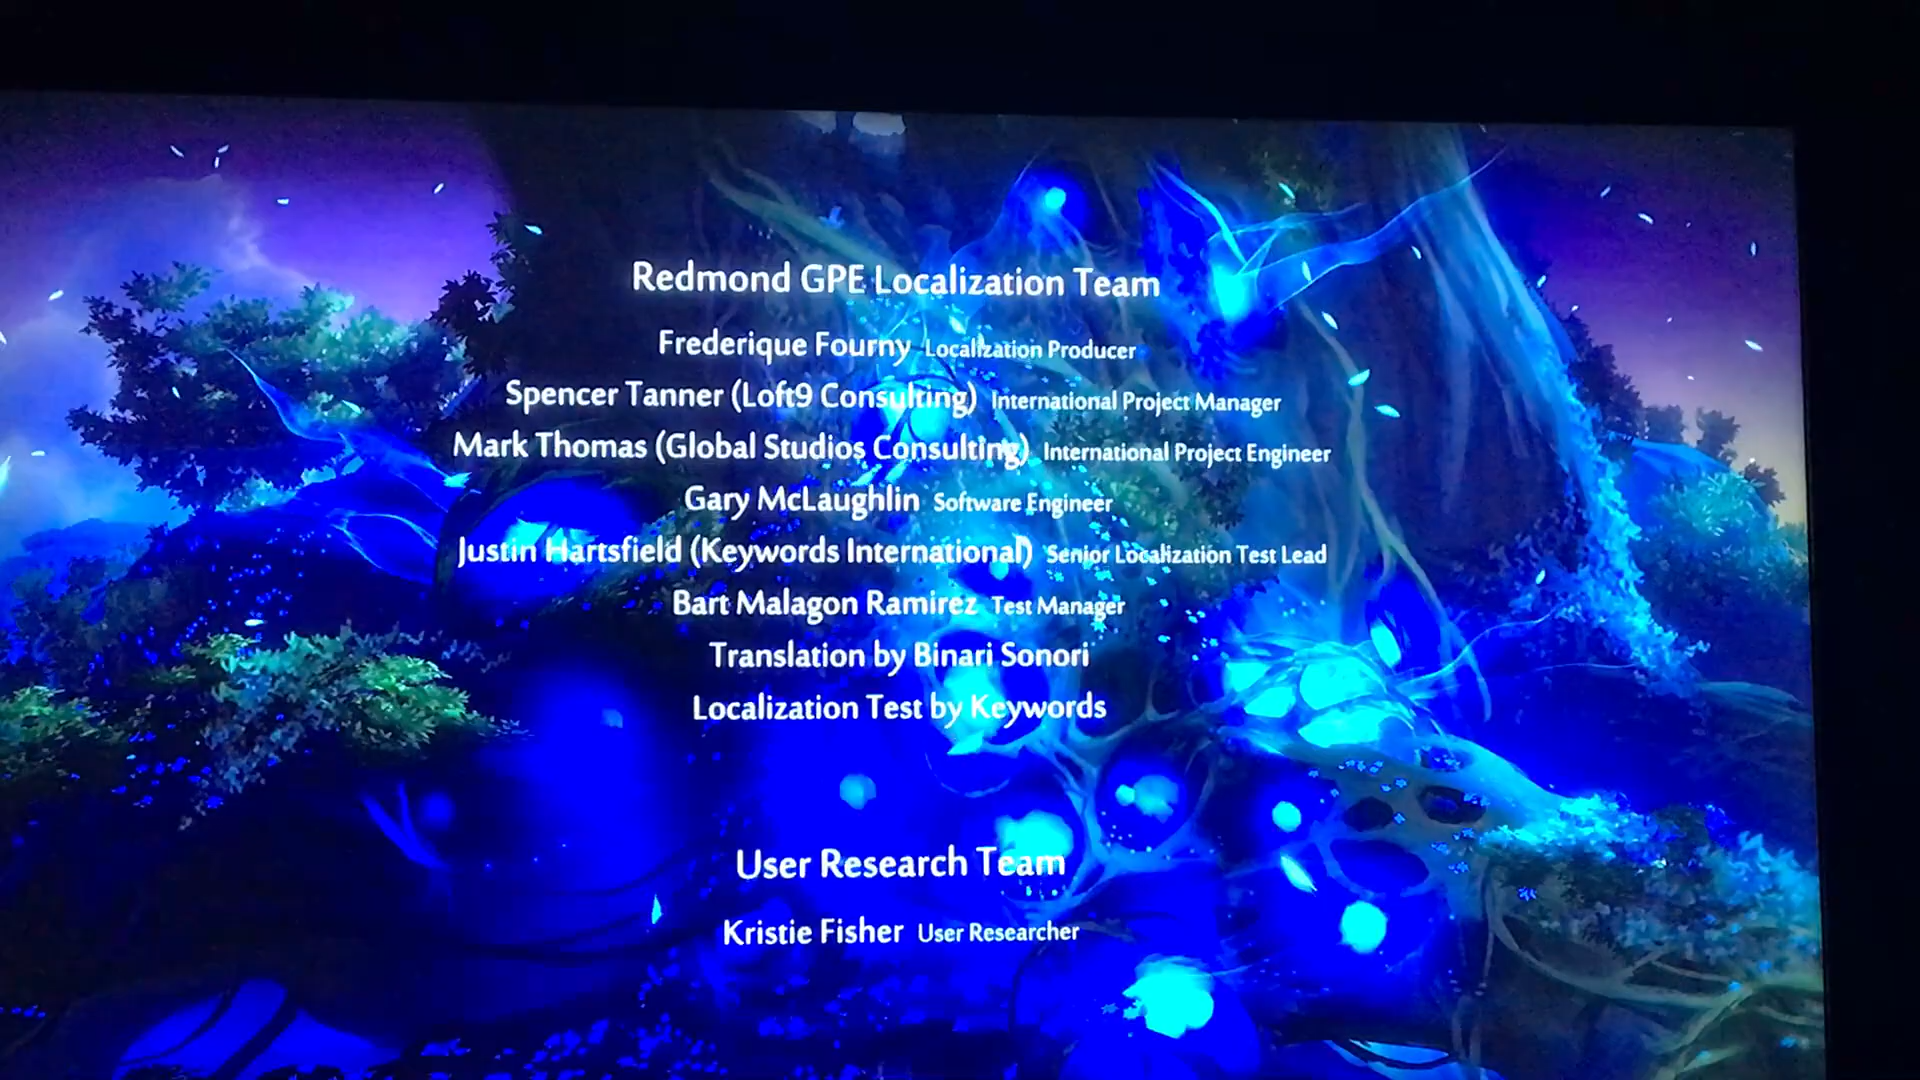 Redmond GPE Localization Team
Frederique Fourny Localization Producer
Spencer Tanner (Loft9 Consulting) International Project Manager
Mark Thomas (Global Studios Consulting) International Project Engineer
Gary McLaughlin Software Engineer
Justin Hartsfield (Keywords International) Senior Localization Test Lead
Bart Malagon Ramirez Test Manager
Translation by Binari Sonori
Localization Test by Keywords
User Research Team
Kristie Fisher User Researcher